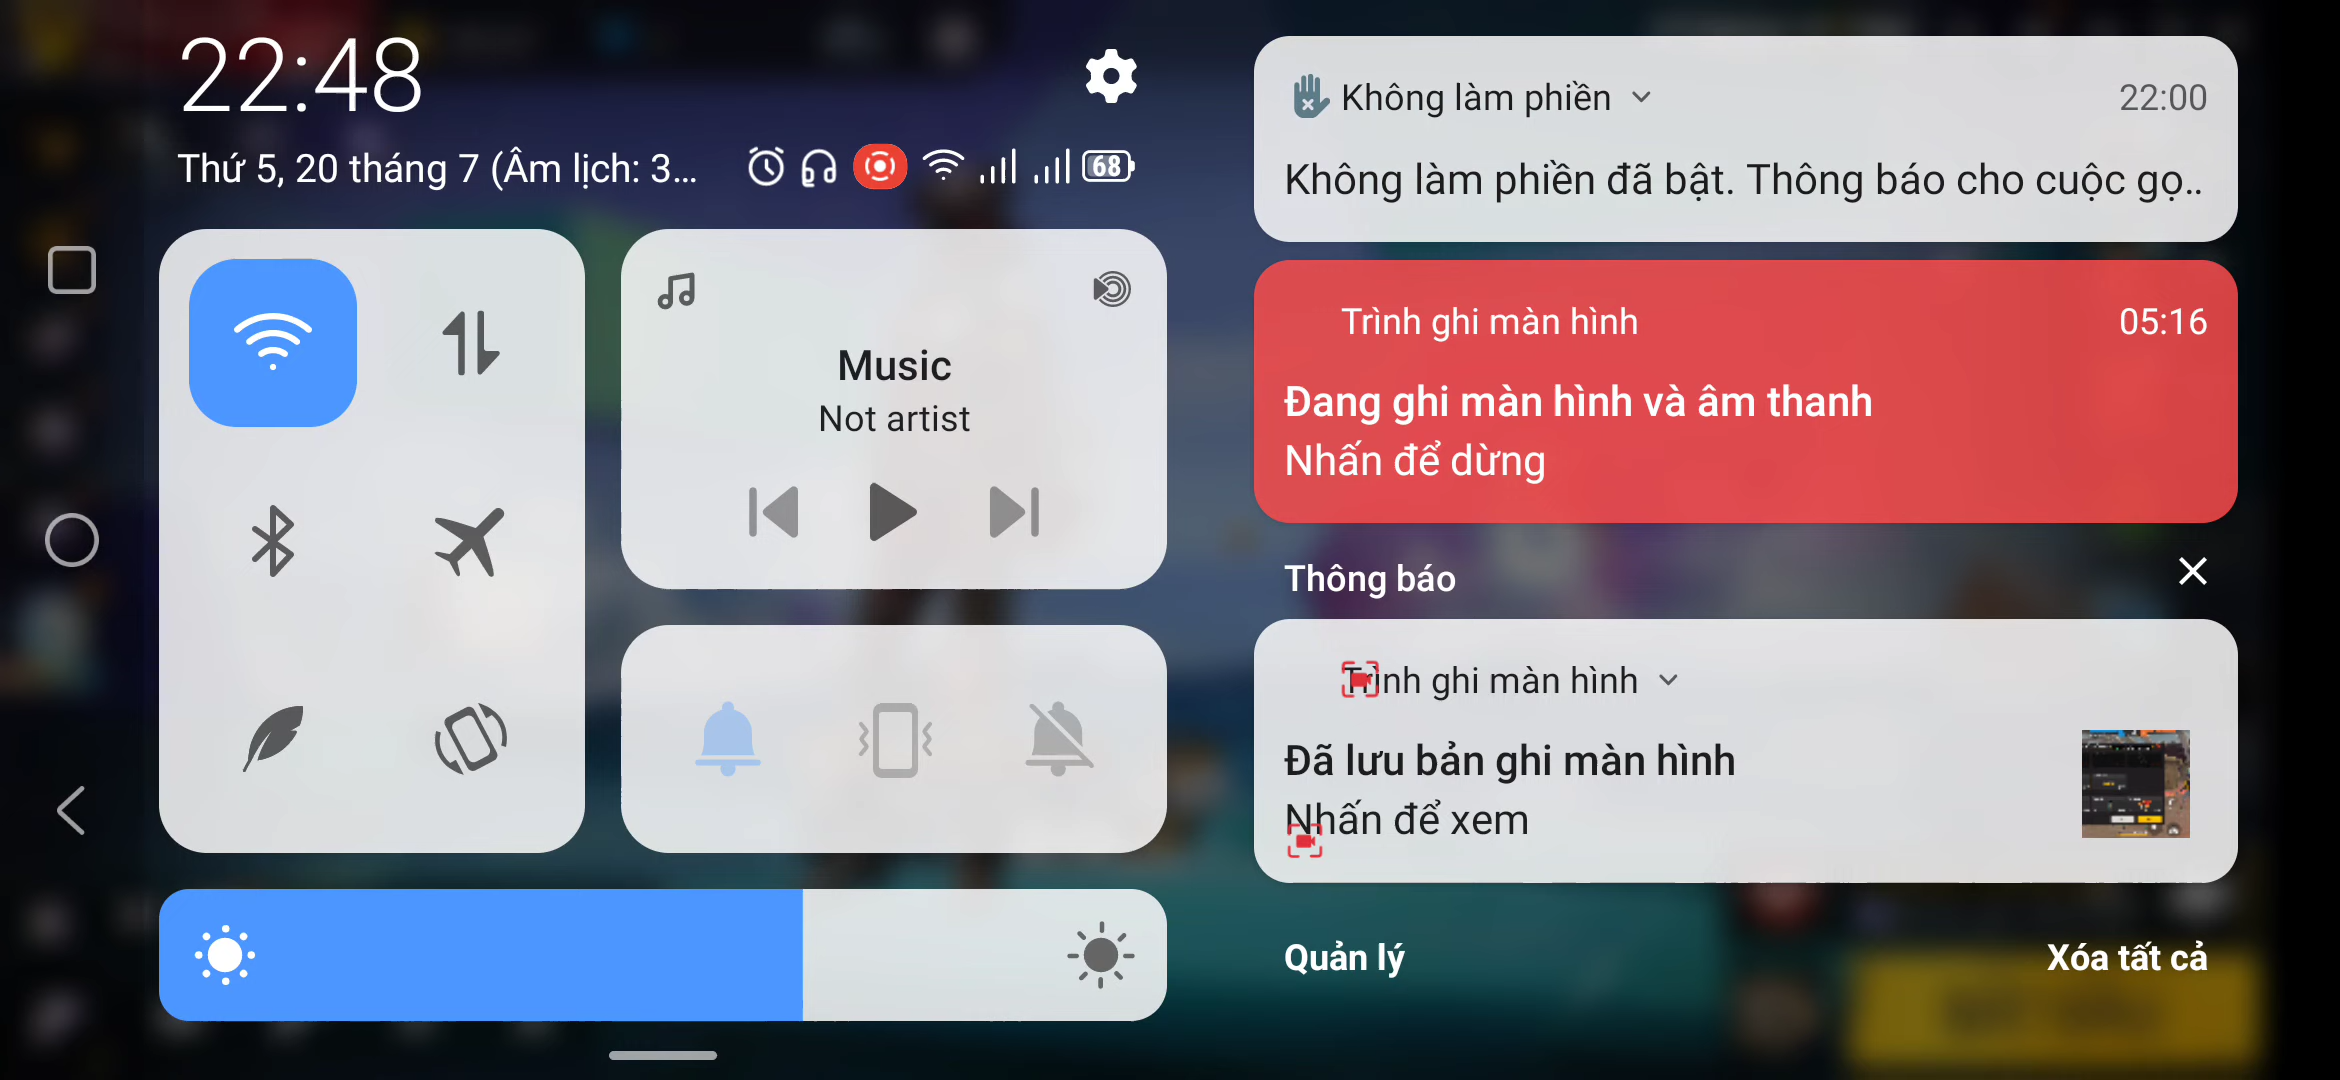 22:48
Thứ 5, 20 tháng 7 (Âm lịch: 3...
68
Music
Not artist
Không làm phiền
22:00
Không làm phiền đã bật. Thông báo cho cuộc gọ..
Trình ghi màn hình
05:16
Đang ghi màn hình và âm thanh
Nhấn để dừng
Thông báo
Trình ghi màn hình
Đã lưu bản ghi màn hình
Nhấn để xem
Quản lý
Xóa tất cả